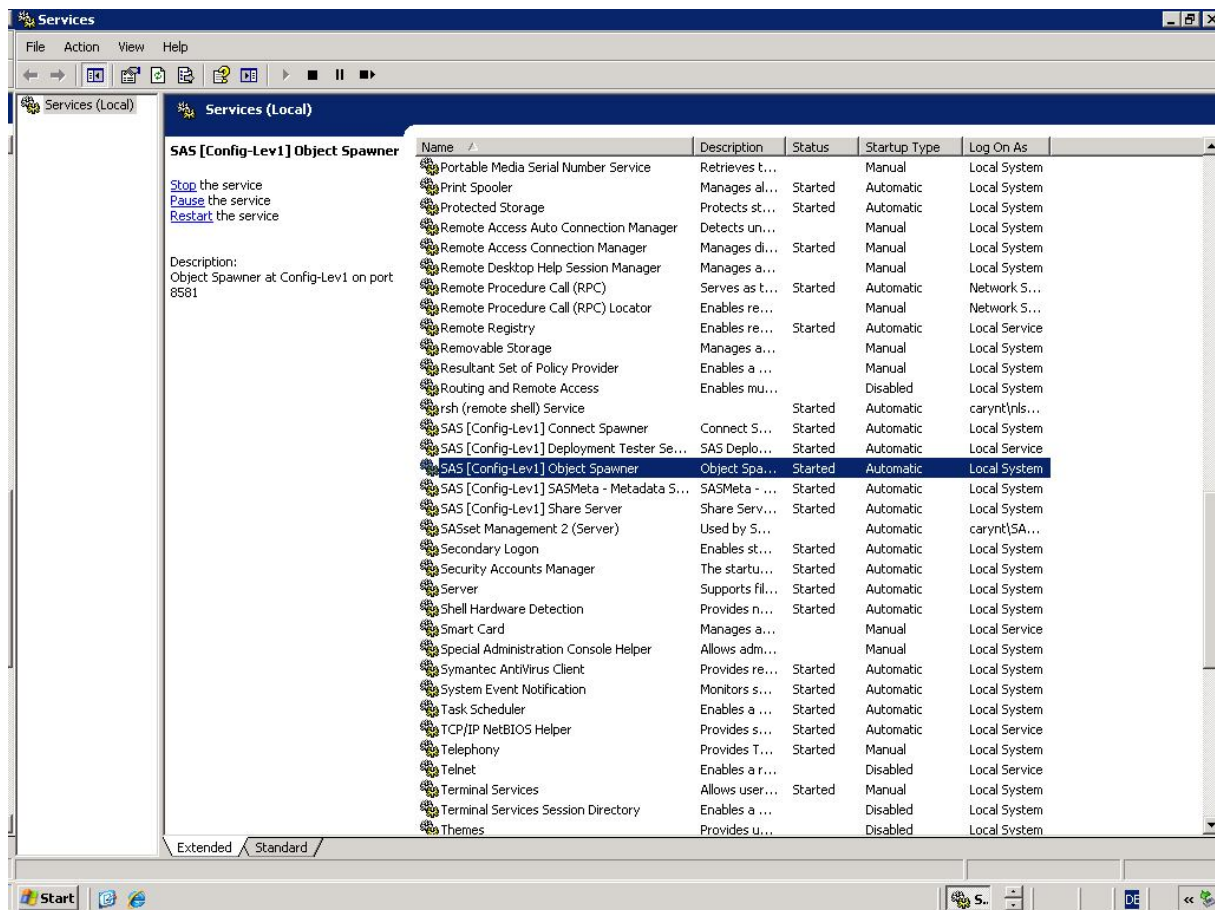 Services
File Action View Help
Services (Local)
Services (Local)
SAS [Config-Lev1] Object Spawner
Stop the service
Pause the service
Restart the service
Description:
Object Spawner at Config-Lev1 on port
8581
Name Description Status Startup Type Log On As
Portable Media Serial Number Service Retrieves t... Manual Local System
Print Spooler Manages al... Started Automatic Local System
Protected Storage Protects st... Started Automatic Local System
Remote Access Auto Connection Manager Detects un... Manual Local System
Remote Access Connection Manager Manages di... Started Manual Local System
Remote Desktop Help Session Manager Manages a... Manual Local System
Remote Procedure Call (RPC) Serves as t... Started Automatic Network S...
Remote Procedure Call (RPC) Locator Enables re... Manual Network S...
Remote Registry Enables re... Started Automatic Local Service
Removable Storage Manages a... Manual Local System
Resultant Set of Policy Provider Enables a ... Manual Local System
Routing and Remote Access Enables mu... Disabled Local System
rsh (remote shell) Service Started Automatic carynt\nls...
SAS [Config-Lev1] Connect Spawner Connect S... Started Automatic Local System
SAS [Config-Lev1] Deployment Tester Se... SAS Deplo... Started Automatic Local Service
SAS [Config-Lev1] Object Spawner Object Spa... Started Automatic Local System
SAS [Config-Lev1] SASMeta - Metadata S... SASMeta - ... Started Automatic Local System
SAS [Config-Lev1] Share Server Share Serv... Started Automatic Local System
SASset Management 2 (Server) Used by S... Automatic carynt\SA...
Secondary Logon Enables st... Started Automatic Local System
Security Accounts Manager The startu... Started Automatic Local System
Server Supports fil... Started Automatic Local System
Shell Hardware Detection Provides n... Started Automatic Local System
Smart Card Manages a... Manual Local Service
Special Administration Console Helper Allows adm... Manual Local System
Symantec AntiVirus Client Provides re... Started Automatic Local System
System Event Notification Monitors s... Started Automatic Local System
Task Scheduler Enables a ... Started Automatic Local System
TCP/IP NetBIOS Helper Provides s... Started Automatic Local Service
Telephony Provides T... Started Manual Local System
Telnet Enables a r... Disabled Local Service
Terminal Services Allows user... Started Manual Local System
Terminal Services Session Directory Enables a ... Disabled Local System
Themes Provides u... Disabled Local System
Extended Standard
Start S.. DE «